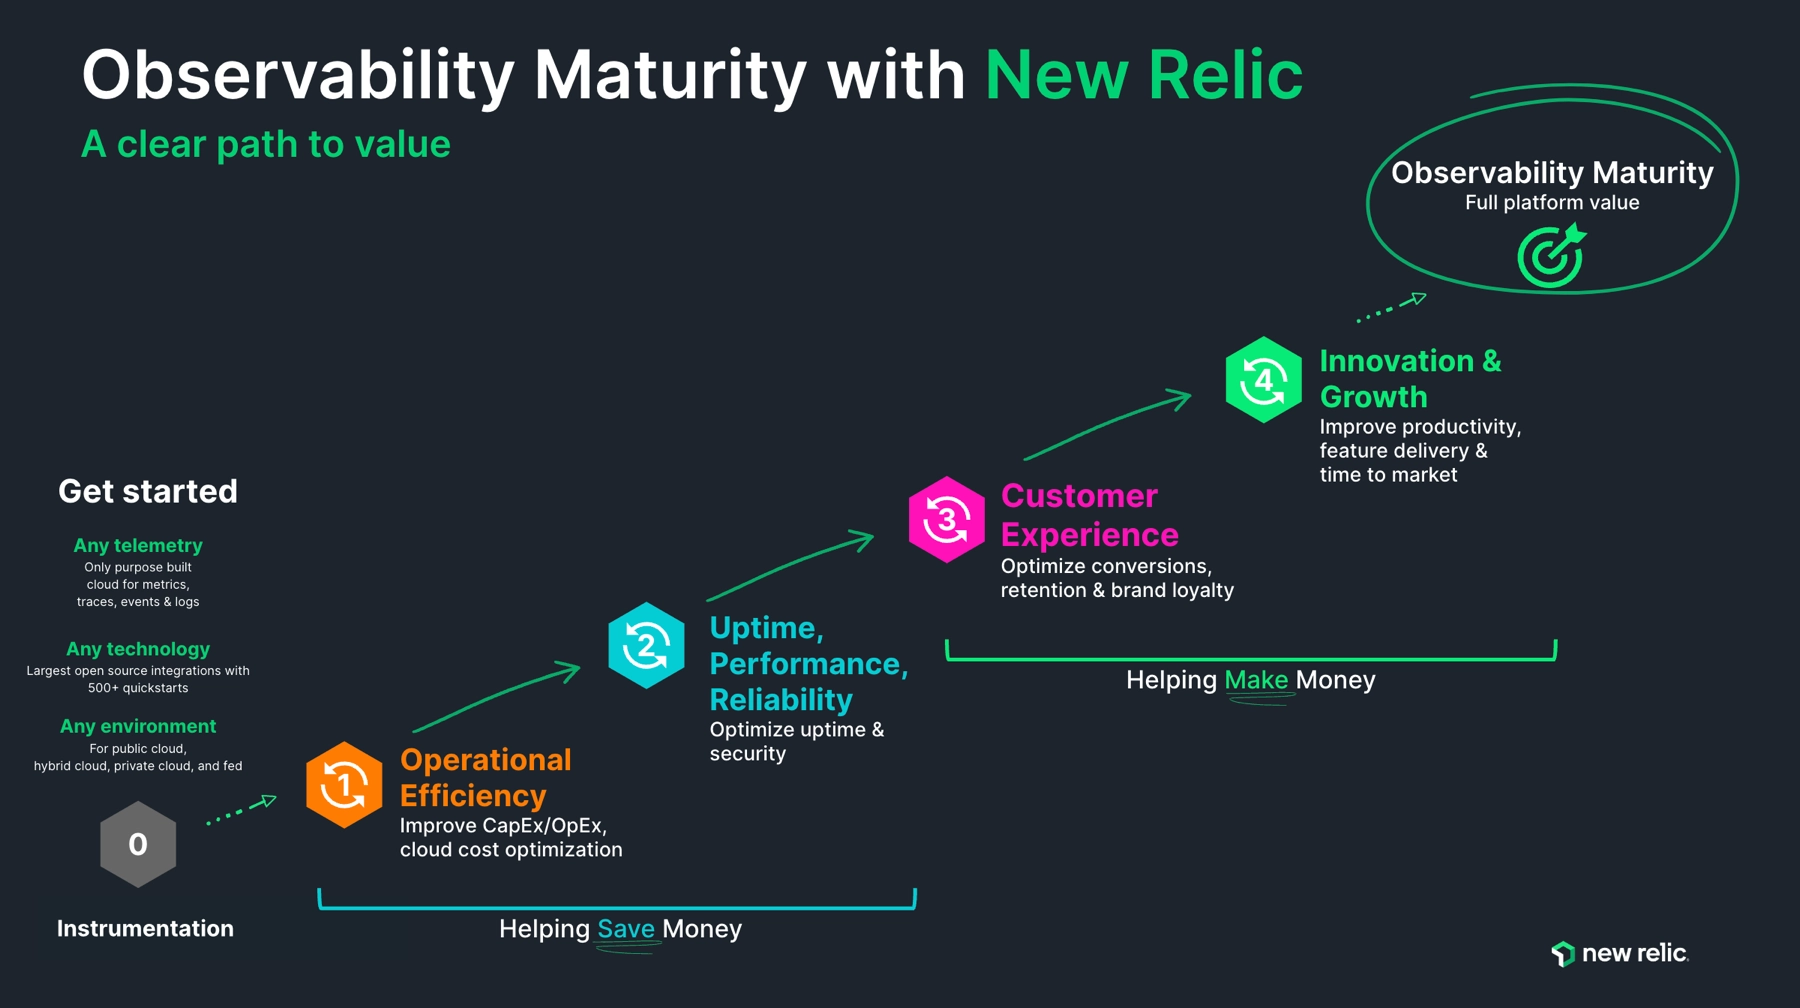 Observability Maturity with New Relic
A clear path to value
Observability Maturity
Full platform value
4
Innovation &
Growth
Improve productivity,
feature delivery &
time to market
3
Customer
Experience
Optimize conversions,
retention & brand loyalty
Helping Make Money
2
Uptime,
Performance,
Reliability
Optimize uptime &
security
Get started
Any telemetry
Only purpose built
cloud for metrics,
traces, events & logs
Any technology
Largest open source integrations with
500+ quickstarts
Any environment
For public cloud,
hybrid cloud, private cloud, and fed
0
Instrumentation
1
Operational
Efficiency
Improve CapEx/OpEx,
cloud cost optimization
Helping Save Money
new relic